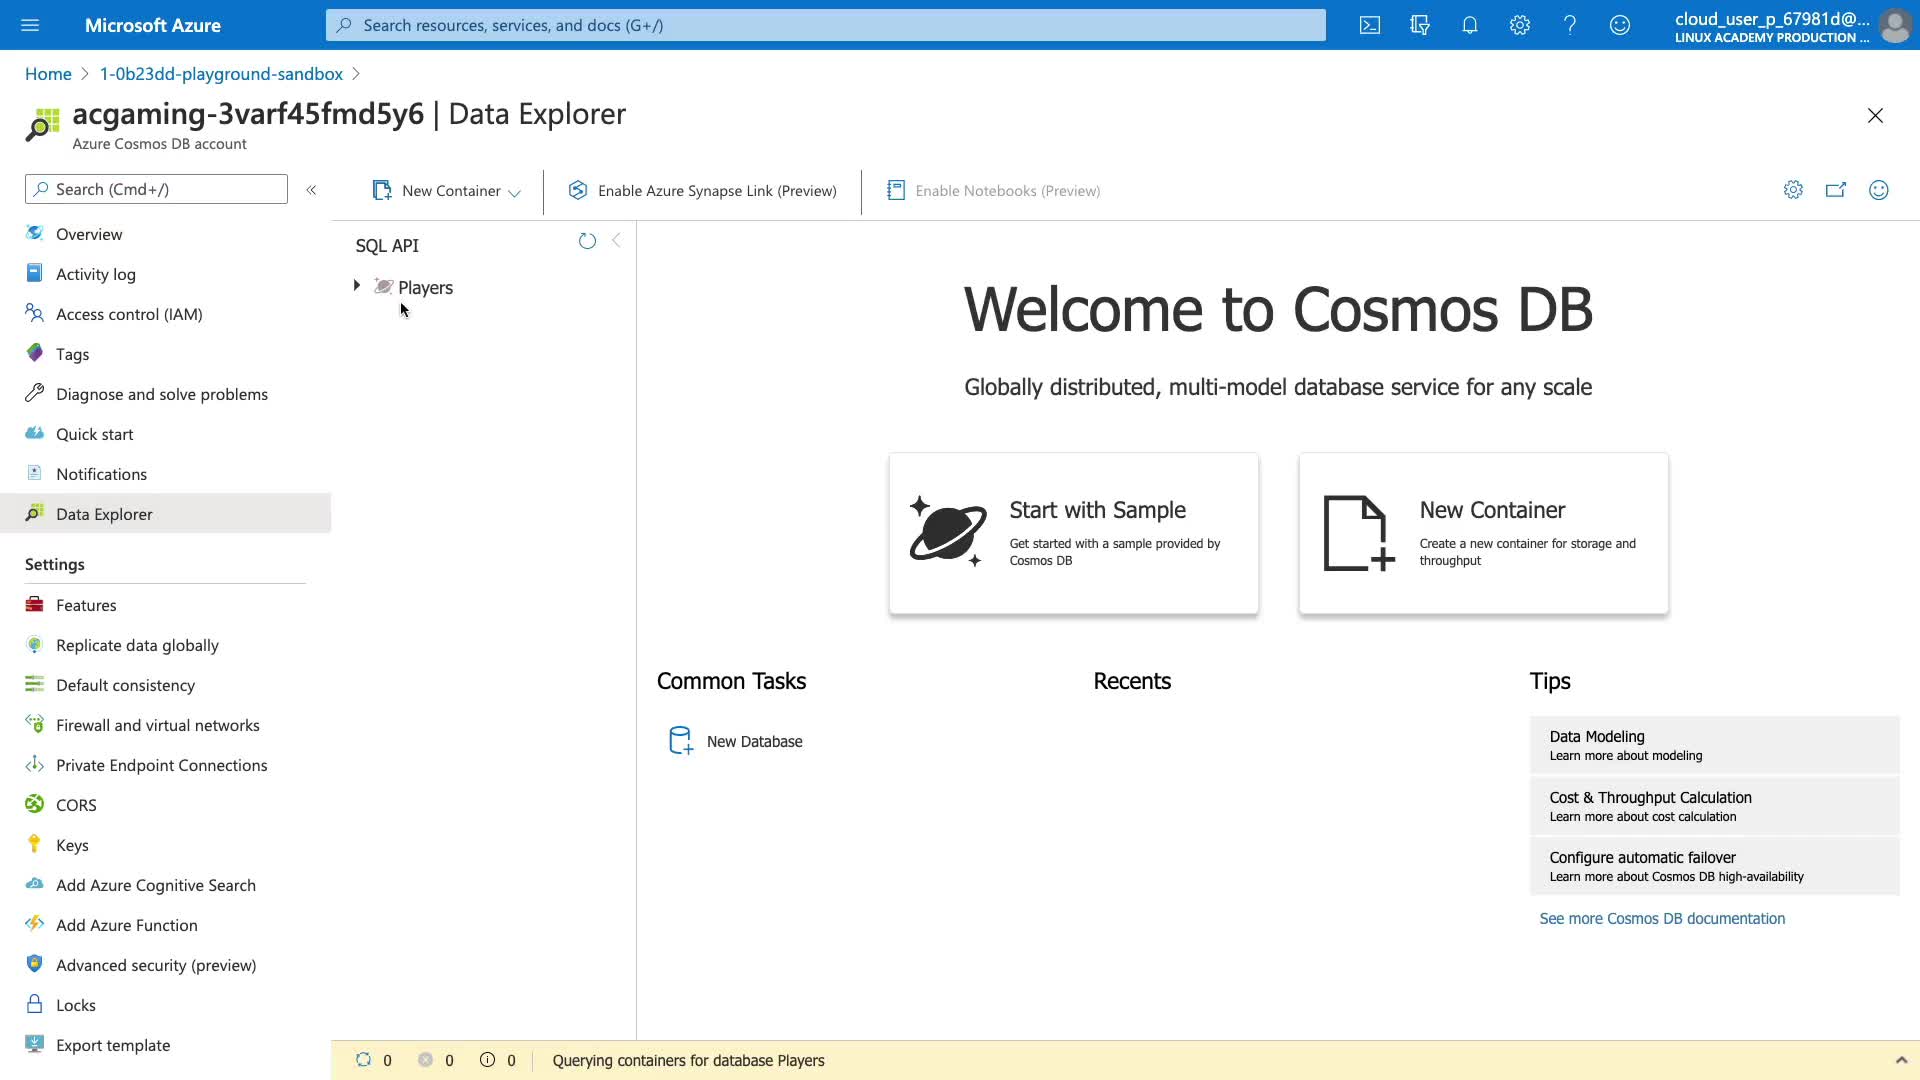 Microsoft Azure
Search resources, services, and docs (G+/)
cloud_user_p_67981d@...
LINUX ACADEMY PRODUCTION ...
Home > 1-0b23dd-playground-sandbox >
acgaming-3varf45fmd5y6 | Data Explorer
Azure Cosmos DB account
Search (Cmd+/)
«
New Container
Enable Azure Synapse Link (Preview)
Enable Notebooks (Preview)
Overview
Activity log
Access control (IAM)
Tags
Diagnose and solve problems
Quick start
Notifications
Data Explorer
Settings
Features
Replicate data globally
Default consistency
Firewall and virtual networks
Private Endpoint Connections
CORS
Keys
Add Azure Cognitive Search
Add Azure Function
Advanced security (preview)
Locks
Export template
SQL API
Players
Welcome to Cosmos DB
Globally distributed, multi-model database service for any scale
Start with Sample
Get started with a sample provided by
Cosmos DB
New Container
Create a new container for storage and
throughput
Common Tasks
New Database
Recents
Tips
Data Modeling
Learn more about modeling
Cost & Throughput Calculation
Learn more about cost calculation
Configure automatic failover
Learn more about Cosmos DB high-availability
See more Cosmos DB documentation
0 0 0 Querying containers for database Players